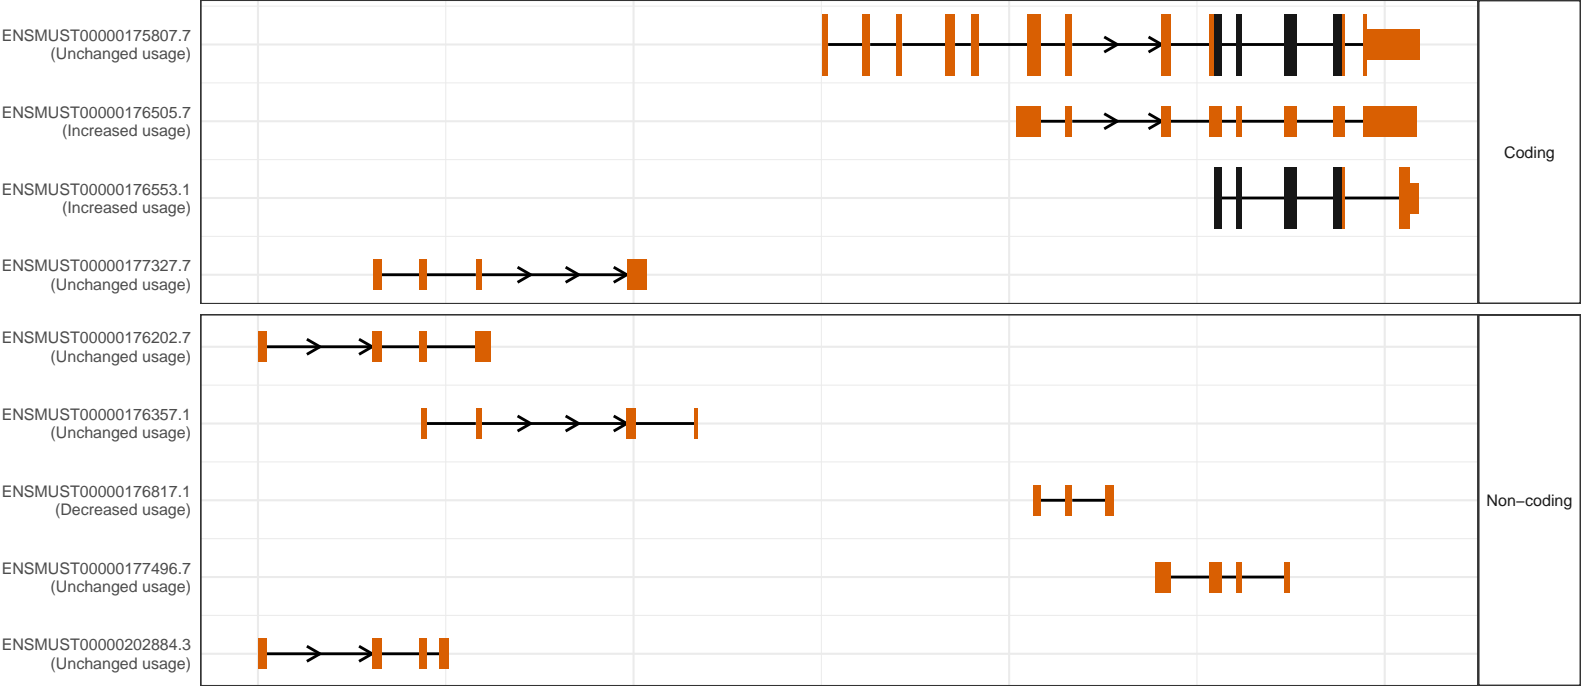 ENSMUST00000175807.7
(Unchanged usage)
ENSMUST00000176505.7
(Increased usage)
ENSMUST00000176553.1
(Increased usage)
ENSMUST00000177327.7
(Unchanged usage)
Coding
ENSMUST00000176202.7
(Unchanged usage)
ENSMUST00000176357.1
(Unchanged usage)
ENSMUST00000176817.1
(Decreased usage)
ENSMUST00000177496.7
(Unchanged usage)
ENSMUST00000202884.3
(Unchanged usage)
Non−coding